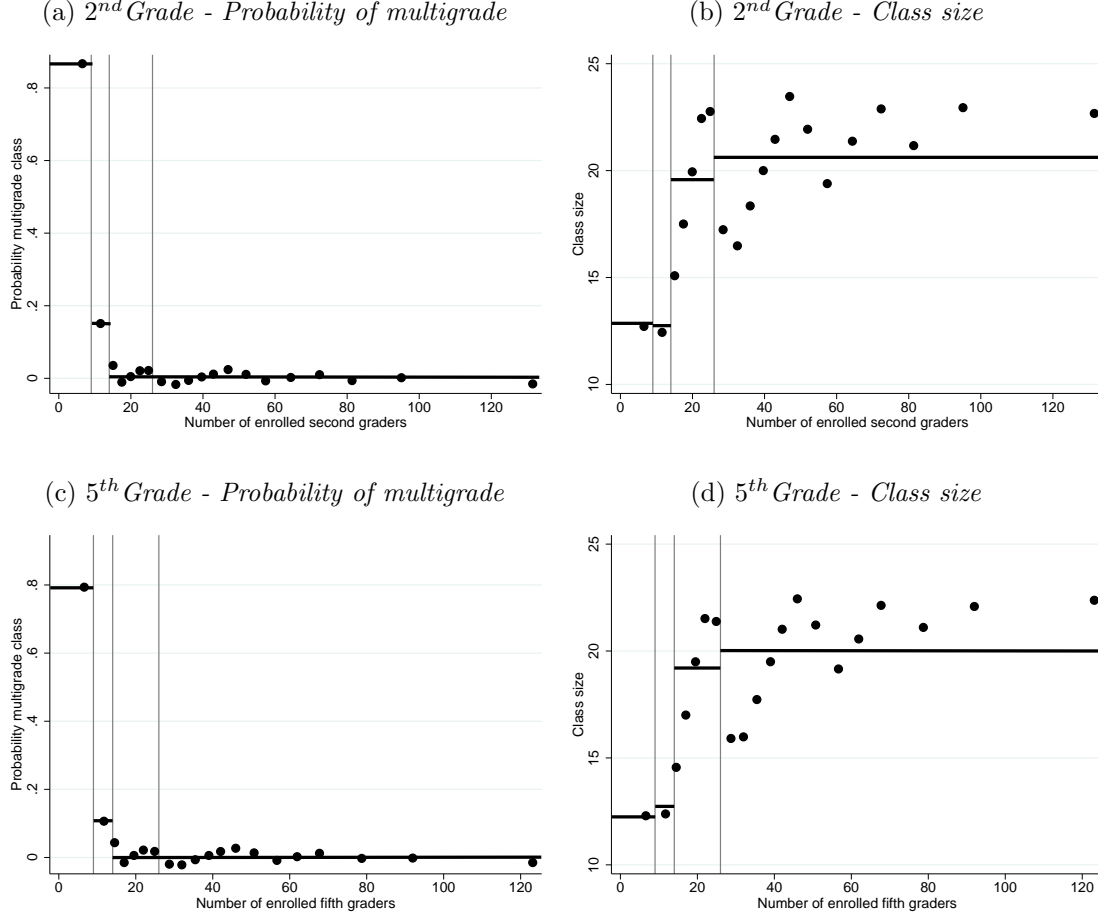 (a) 2nd Grade - Probability of multigrade
Probability multigrade class
.8
.6
.4
.2
0
0 20 40 60 80 100 120
Number of enrolled second graders
(b) 2nd Grade - Class size
Class size
25
20
15
10
0 20 40 60 80 100 120
Number of enrolled second graders
(c) 5th Grade - Probability of multigrade
Probability multigrade class
.8
.6
.4
.2
0
0 20 40 60 80 100 120
Number of enrolled fifth graders
(d) 5th Grade - Class size
Class size
25
20
15
10
0 20 40 60 80 100 120
Number of enrolled fifth graders